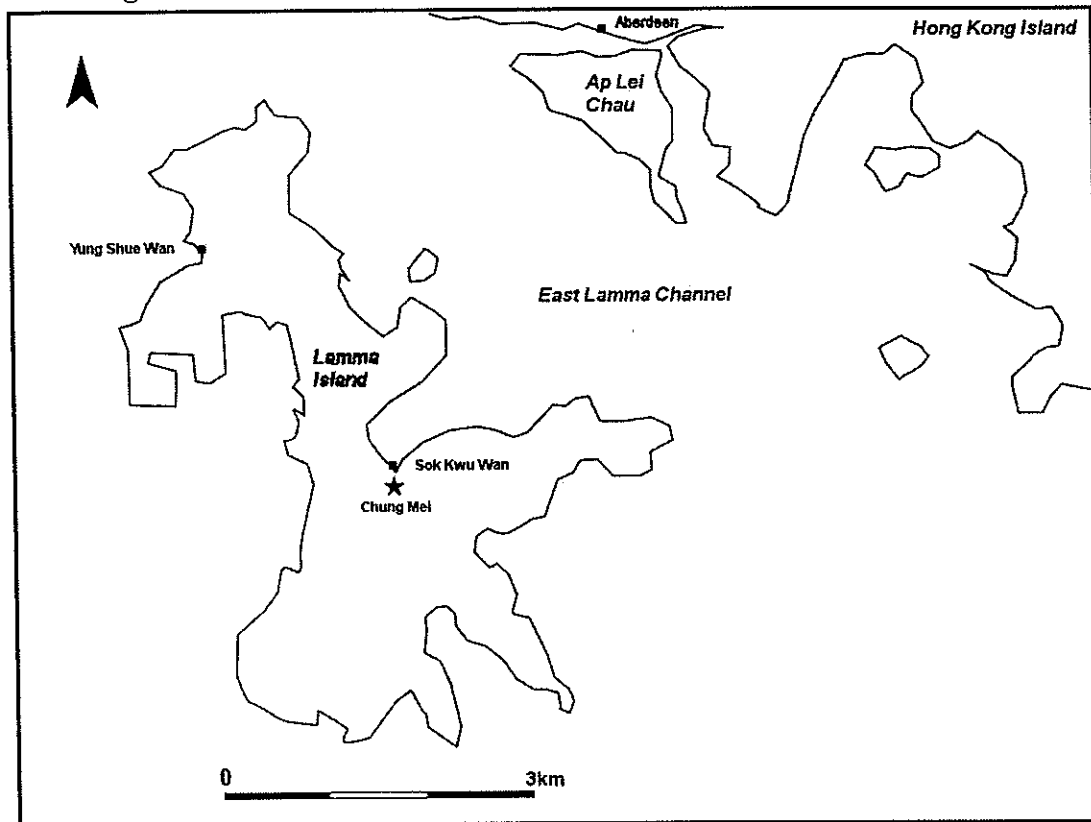 Aberdeen
Hong Kong Island
Ap Lei
Chau
Yung Shue Wan
East Lamma Channel
Lamma
Island
Sok Kwu Wan
Chung Mei
0
3km